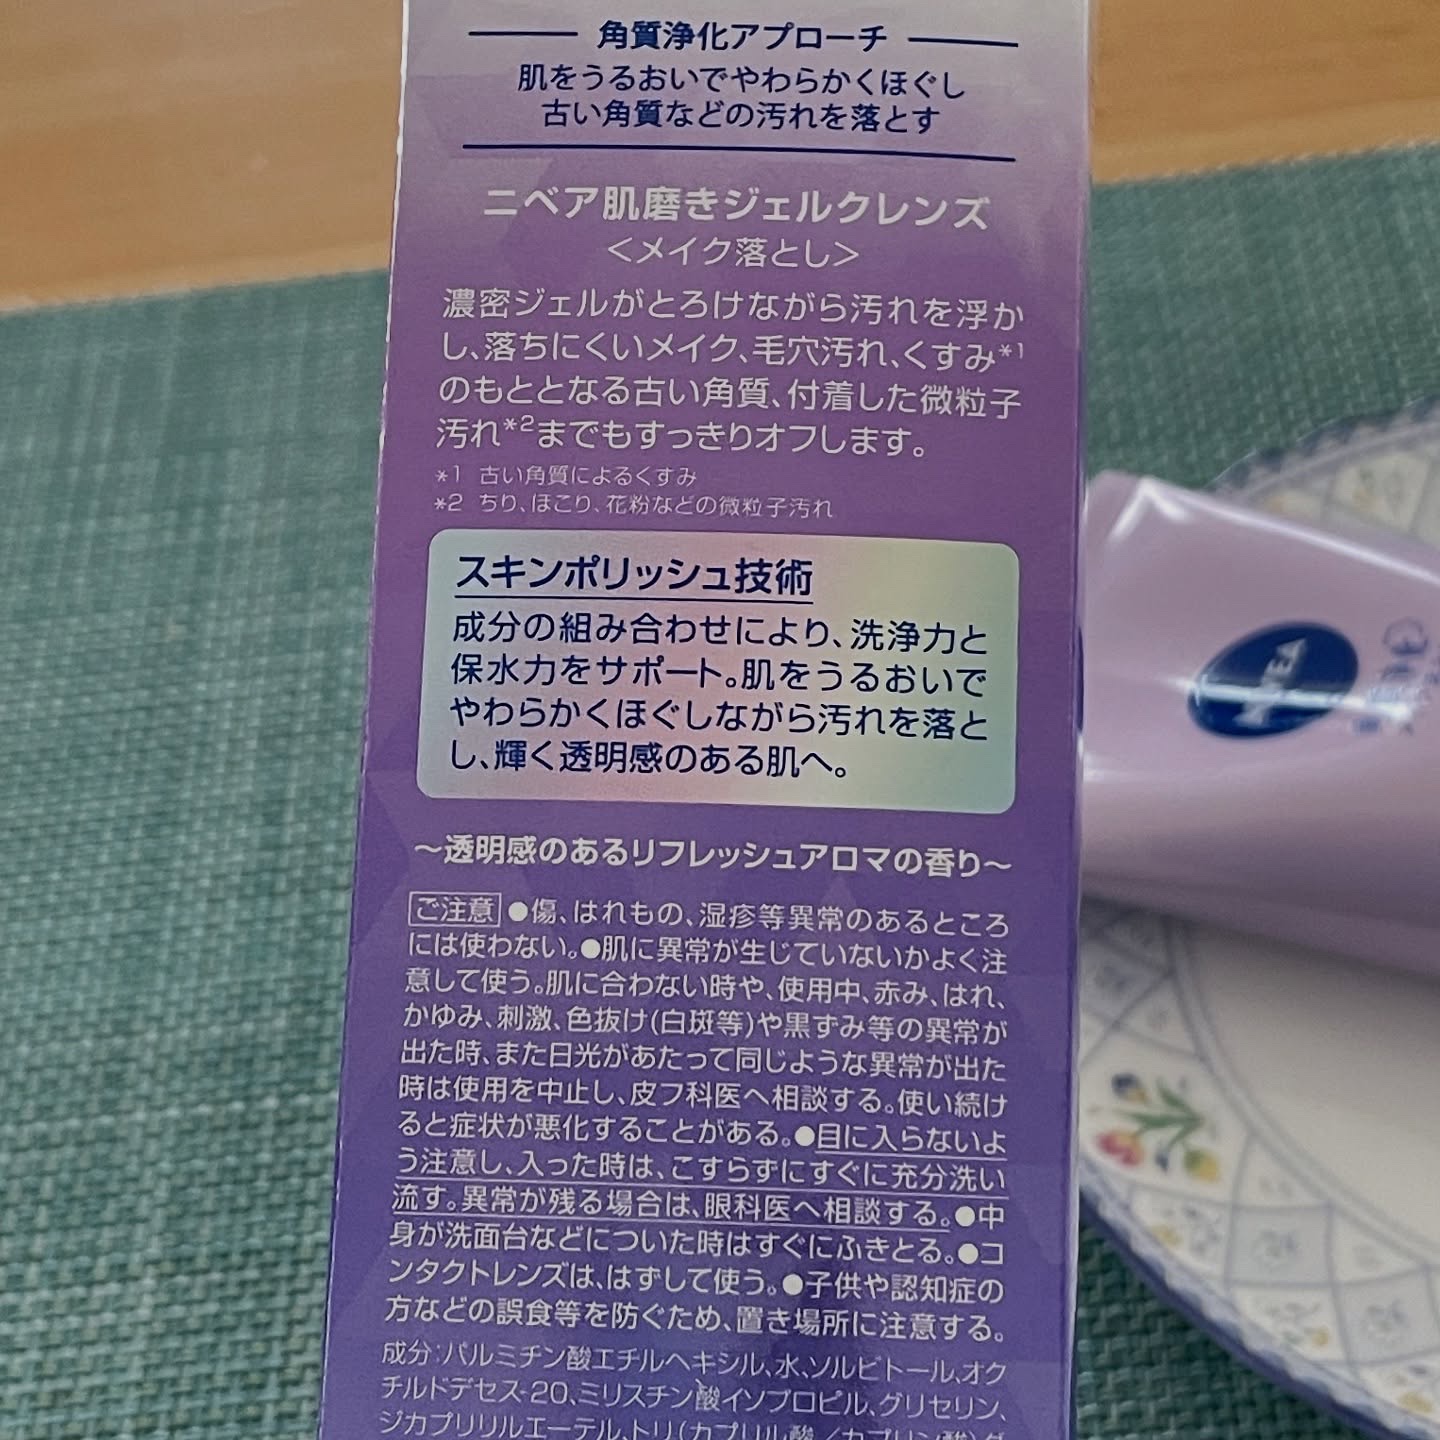 角質浄化アプローチ
肌をうるおいでやわらかくほぐし
古い角質などの汚れを落とす
ニベア肌磨きジェルクレンズ
＜メイク落とし＞
濃密ジェルがとろけながら汚れを浮か
し、落ちにくいメイク、毛穴汚れ、くすみ*1
のもととなる古い角質、付着した微粒子
汚れ*2までもすっきりオフします。
*1 古い角質によるくすみ
*2 ちり、ほこり、花粉などの微粒子汚れ
スキンポリッシュ技術
成分の組み合わせにより、洗浄力と
保水力をサポート。肌をうるおいで
やわらかくほぐしながら汚れを落と
し、輝く透明感のある肌へ。
～透明感のあるリフレッシュアロマの香り～
ご注意 ●傷、はれもの、湿疹等異常のあるところ
には使わない。●肌に異常が生じていないかよく注
意して使う。肌に合わない時や、使用中、赤み、はれ、
かゆみ、刺激、色抜け(白斑等)や黒ずみ等の異常が
出た時、また日光があたって同じような異常が出た
時は使用を中止し、皮フ科医へ相談する。使い続け
ると症状が悪化することがある。●目に入らないよ
う注意し、入った時は、こすらずにすぐに充分洗い
流す。異常が残る場合は、眼科医へ相談する。●中
身が洗面台などについた時はすぐにふきとる。●コ
ンタクトレンズは、はずして使う。●子供や認知症の
方などの誤食等を防ぐため、置き場所に注意する。
成分:パルミチン酸エチルヘキシル、水、ソルビトール、オク
チルドデセス-20、ミリスチン酸イソプロピル、グリセリン、
ジカプリリルエーテル、トリ(カプリル酸／カプリン酸)グ
NIVEA